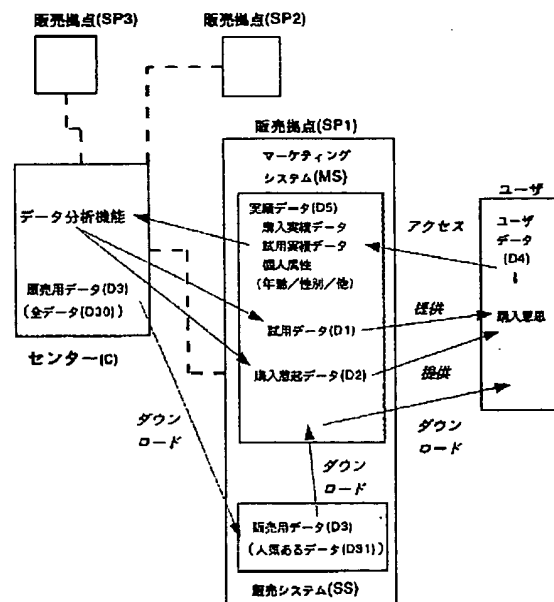 販売拠点(SP3)
販売拠点(SP2)
販売拠点(SP1)
マーケティング
システム(MS)
ユーザ
データ分析機能
実績データ(D5)
購入実績データ
試用実績データ
個人属性
(年齢/性別/他)
アクセス
ユーザ
データ
(D4)
販売用データ(D3)
(全データ(D30))
センター(C)
試用データ(D1)
提供
購入意思
購入意起データ(D2)
提供
ダウン
ロード
ダウン
ロード
ダウン
ロード
販売用データ(D3)
(人気あるデータ(D31))
販売システム(SS)